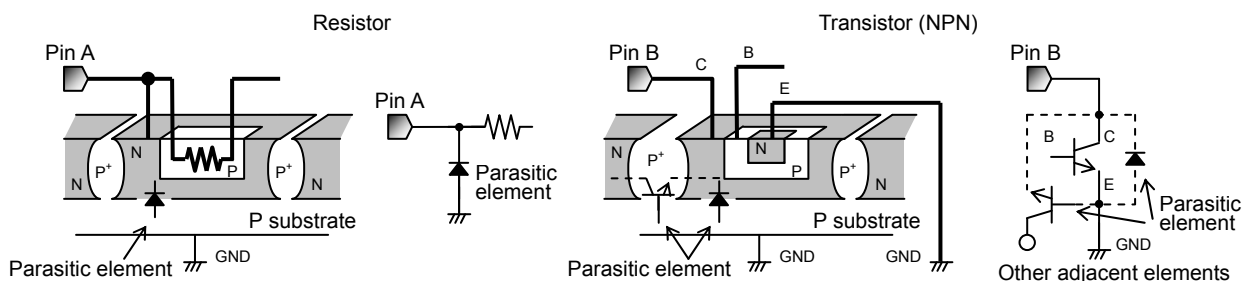 Resistor
Pin A
N
P+
N
P
P+
N
P substrate
GND
Parasitic element
Pin A
Parasitic
element
Transistor (NPN)
Pin B
C
B
E
N
P+
N
P
P+
N
N
P substrate
GND
GND
Parasitic element
Pin B
B
C
E
Parasitic
element
GND
Other adjacent elements